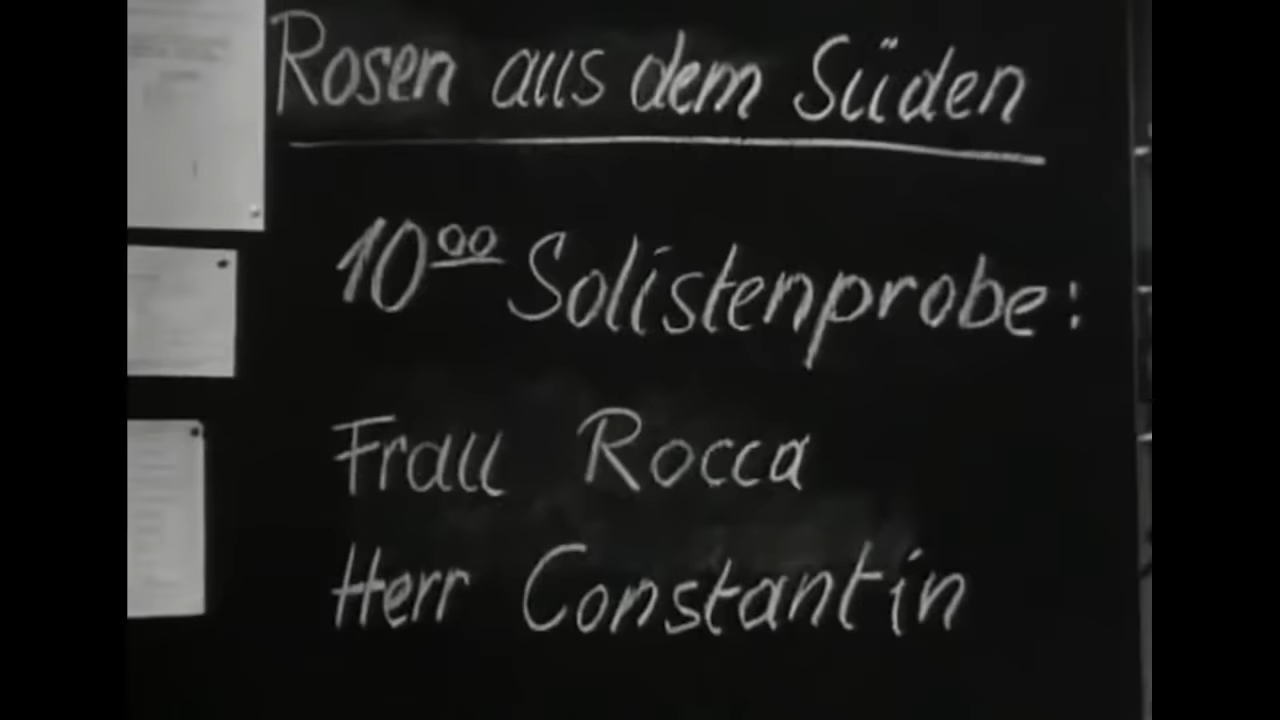 Rosen aus dem Süden
10⁰⁰ Solistenprobe:
Frau Rocca
Herr Constantin